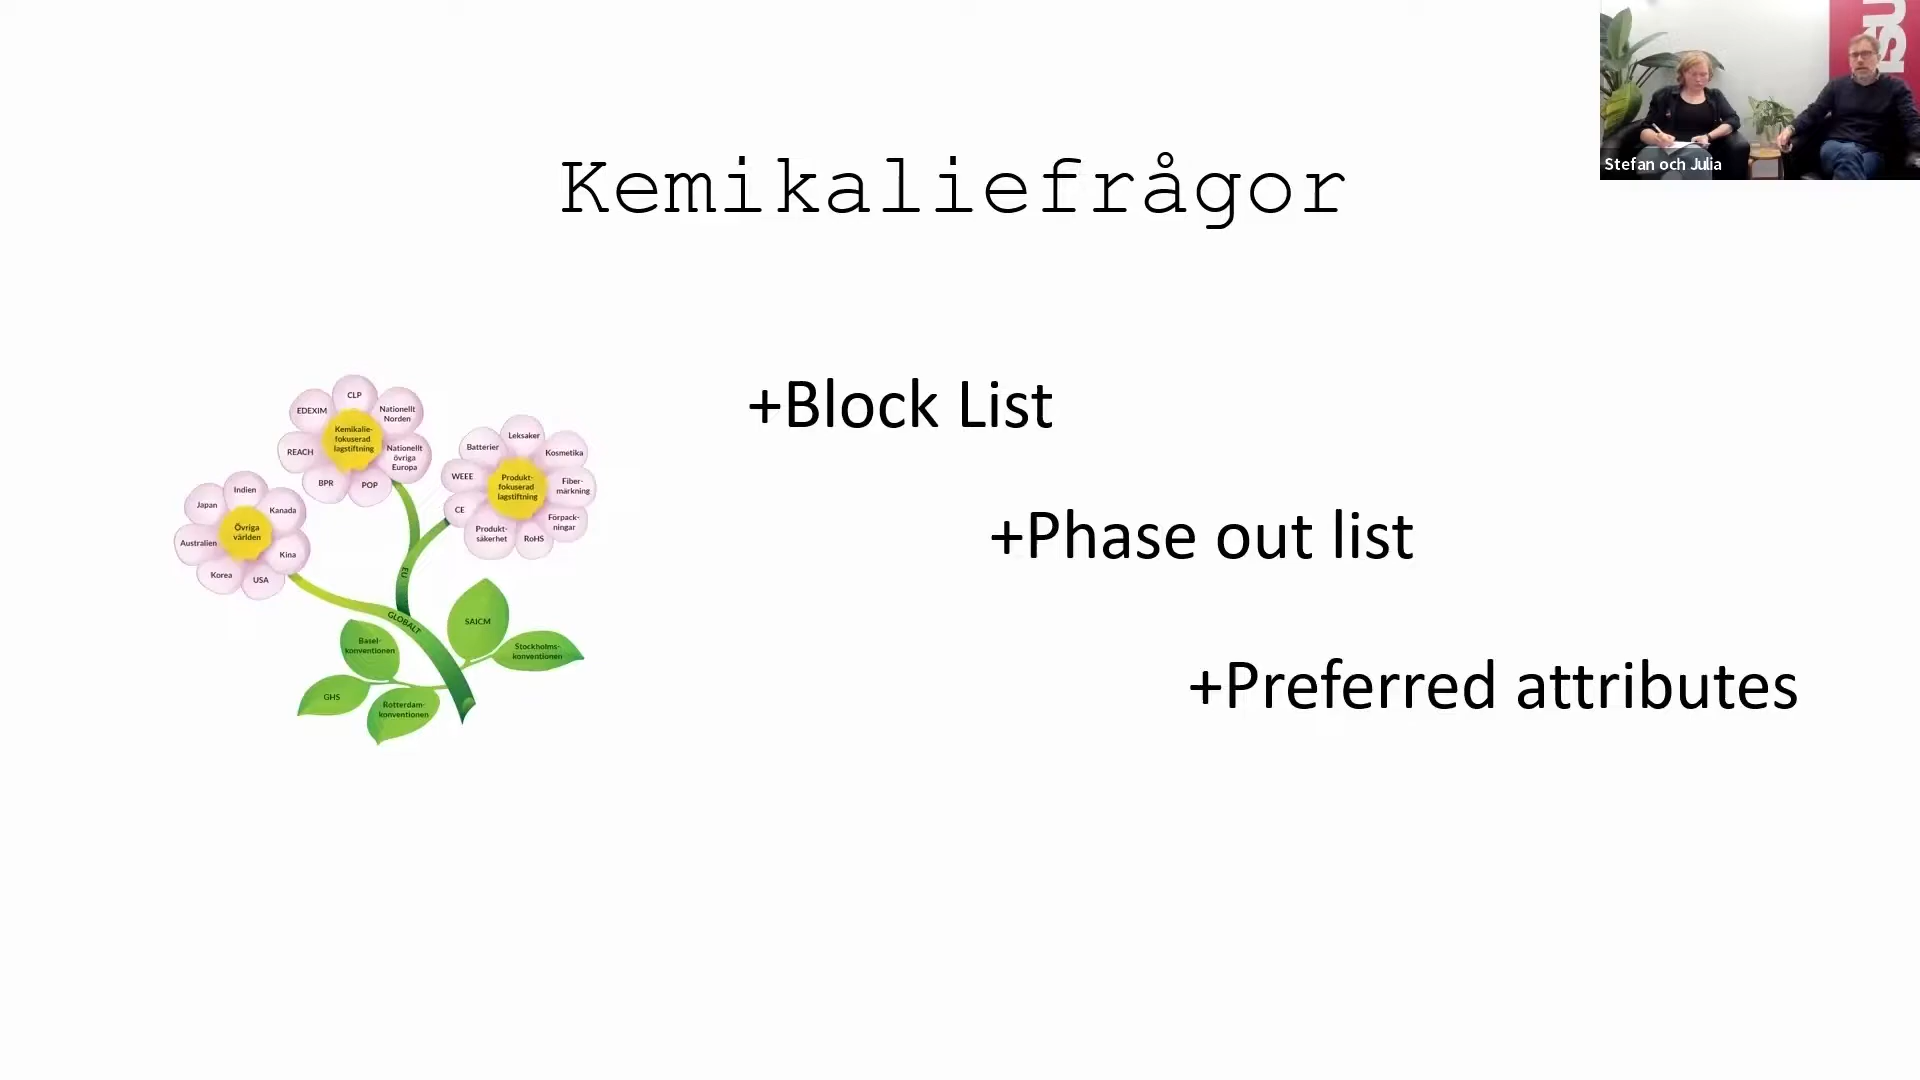 Kemikaliefrågor
+Block List
+Phase out list
+Preferred attributes
CLP
EDEXIM
Nationellt
Norden
Kemikalie-
fokuserad
lagstiftning
REACH
Nationellt
övriga
Europa
BPR
POP
Leksaker
Batterier
Kosmetika
WEEE
Produkt-
fokuserad
lagstiftning
Fiber-
märkning
CE
Förpack-
ningar
Produkt-
säkerhet
RoHS
Indien
Japan
Kanada
Övriga
världen
Australien
Kina
Korea
USA
EU
GLOBALT
SAICM
Basel-
konventionen
Stockholms-
konventionen
GHS
Rotterdam-
konventionen
Stefan och Julia